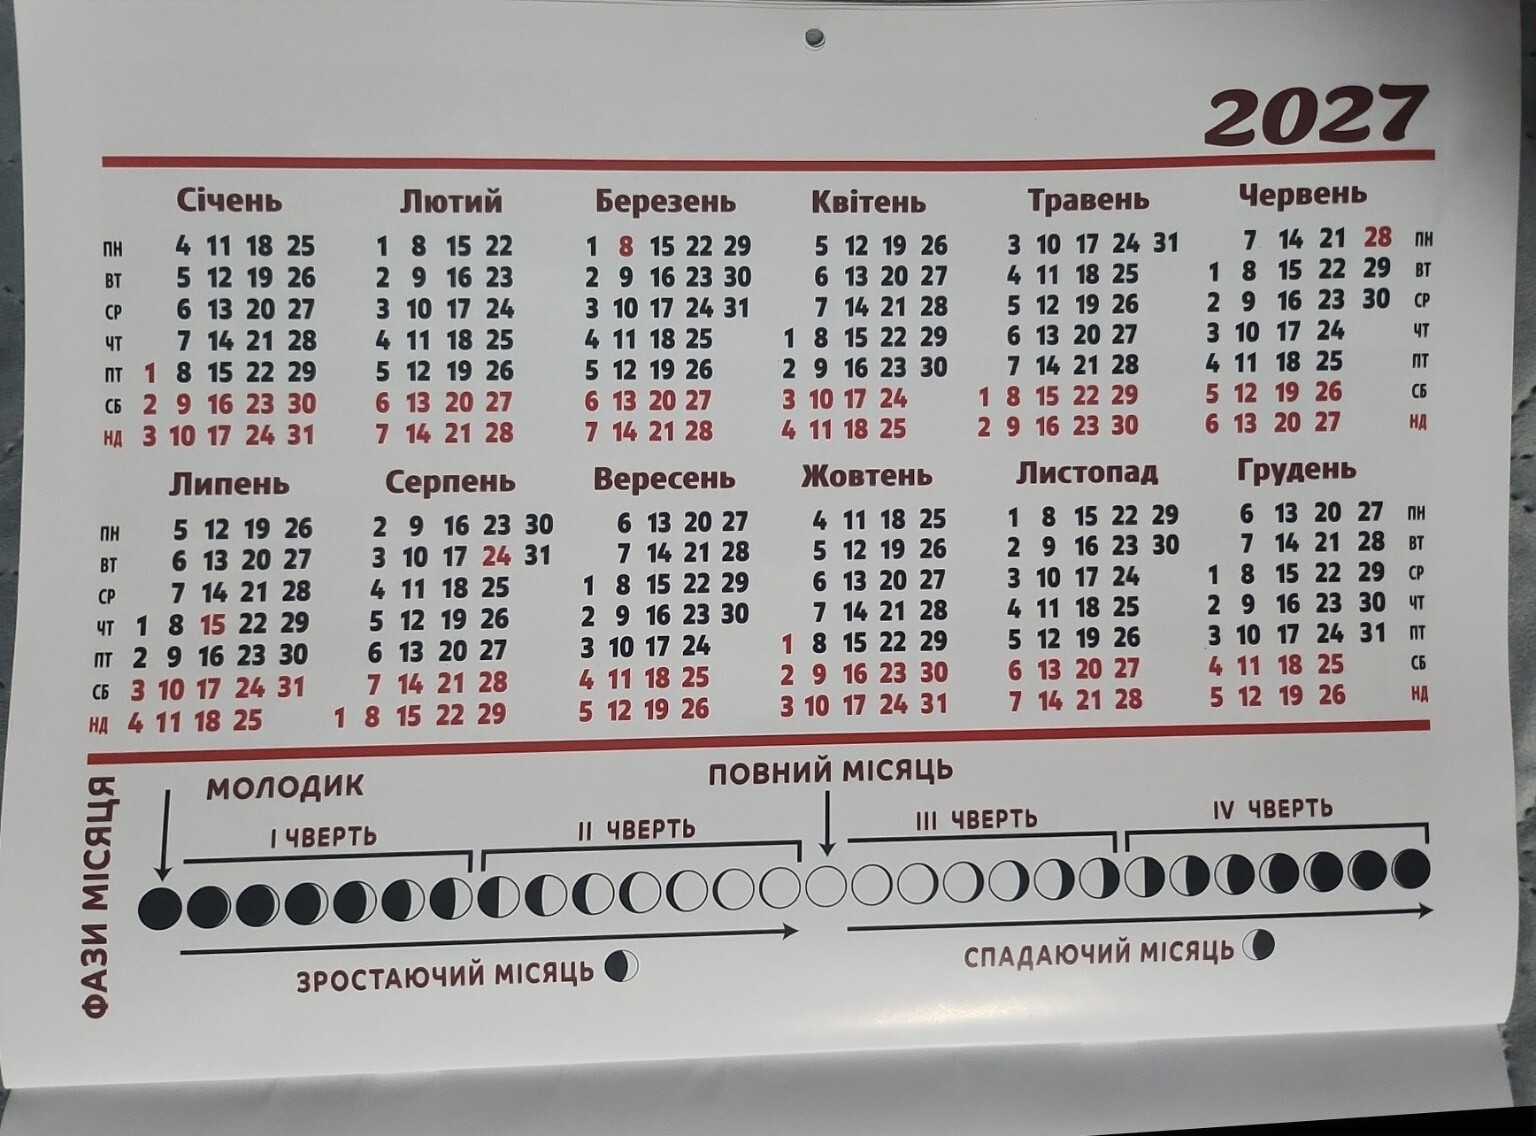 2027
Січень Лютий Березень Квітень Травень Червень
ПН 4 11 18 25 1 8 15 22 1 8 15 22 29 5 12 19 26 3 10 17 24 31 7 14 21 28 ПН
ВТ 5 12 19 26 2 9 16 23 2 9 16 23 30 6 13 20 27 4 11 18 25 1 8 15 22 29 ВТ
СР 6 13 20 27 3 10 17 24 3 10 17 24 31 7 14 21 28 5 12 19 26 2 9 16 23 30 СР
ЧТ 7 14 21 28 4 11 18 25 4 11 18 25 1 8 15 22 29 6 13 20 27 3 10 17 24 ЧТ
ПТ 1 8 15 22 29 5 12 19 26 5 12 19 26 2 9 16 23 30 7 14 21 28 4 11 18 25 ПТ
СБ 2 9 16 23 30 6 13 20 27 6 13 20 27 3 10 17 24 1 8 15 22 29 5 12 19 26 СБ
НД 3 10 17 24 31 7 14 21 28 7 14 21 28 4 11 18 25 2 9 16 23 30 6 13 20 27 НД
Липень Серпень Вересень Жовтень Листопад Грудень
ПН 5 12 19 26 2 9 16 23 30 6 13 20 27 4 11 18 25 1 8 15 22 29 6 13 20 27 ПН
ВТ 6 13 20 27 3 10 17 24 31 7 14 21 28 5 12 19 26 2 9 16 23 30 7 14 21 28 ВТ
СР 7 14 21 28 4 11 18 25 1 8 15 22 29 6 13 20 27 3 10 17 24 1 8 15 22 29 СР
ЧТ 1 8 15 22 29 5 12 19 26 2 9 16 23 30 7 14 21 28 4 11 18 25 2 9 16 23 30 ЧТ
ПТ 2 9 16 23 30 6 13 20 27 3 10 17 24 1 8 15 22 29 5 12 19 26 3 10 17 24 31 ПТ
СБ 3 10 17 24 31 7 14 21 28 4 11 18 25 2 9 16 23 30 6 13 20 27 4 11 18 25 СБ
НД 4 11 18 25 1 8 15 22 29 5 12 19 26 3 10 17 24 31 7 14 21 28 5 12 19 26 НД
ФАЗИ МІСЯЦЯ
МОЛОДИК ПОВНИЙ МІСЯЦЬ
І ЧВЕРТЬ ІІ ЧВЕРТЬ ІІІ ЧВЕРТЬ IV ЧВЕРТЬ
ЗРОСТАЮЧИЙ МІСЯЦЬ СПАДАЮЧИЙ МІСЯЦЬ